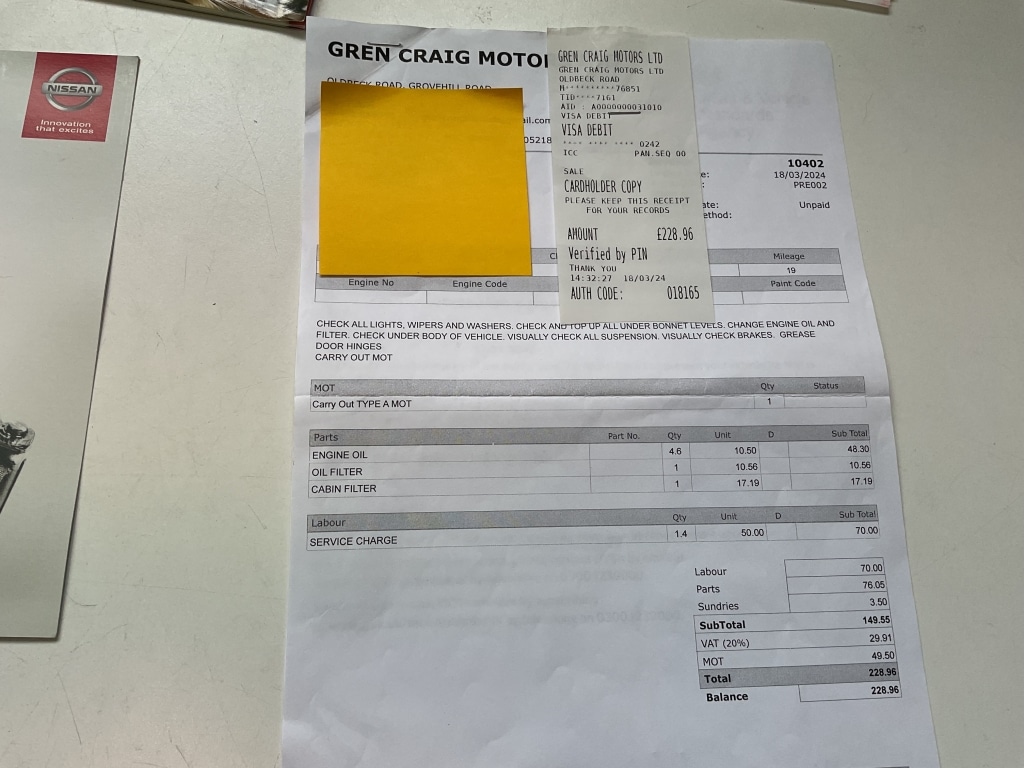 NISSAN
Innovation
that excites
GREN CRAIG MOTO
OLDBECK ROAD, GROVEHILL ROAD
ail.com
05218
GREN CRAIG MOTORS LTD
GREN CRAIG MOTORS LTD
OLDBECK ROAD
M**********76851
TID****7161
AID : A0000000031010
VISA DEBIT
VISA DEBIT
**** **** **** 0242
ICC PAN.SEQ 00
SALE
CARDHOLDER COPY
PLEASE KEEP THIS RECEIPT
FOR YOUR RECORDS
AMOUNT £228.96
Verified by PIN
THANK YOU
14:32:27 18/03/24
AUTH CODE: 018165
10402
e: 18/03/2024
: PRE002
ate: Unpaid
ethod:
Mileage
19
Engine No Engine Code Paint Code
CHECK ALL LIGHTS, WIPERS AND WASHERS. CHECK AND TOP UP ALL UNDER BONNET LEVELS. CHANGE ENGINE OIL AND
FILTER. CHECK UNDER BODY OF VEHICLE. VISUALLY CHECK ALL SUSPENSION. VISUALLY CHECK BRAKES. GREASE
DOOR HINGES
CARRY OUT MOT
MOT Qty Status
Carry Out TYPE A MOT 1
Parts Part No. Qty Unit D Sub Total
ENGINE OIL 4.6 10.50 48.30
OIL FILTER 1 10.56 10.56
CABIN FILTER 1 17.19 17.19
Labour Qty Unit D Sub Total
SERVICE CHARGE 1.4 50.00 70.00
Labour 70.00
Parts 76.05
Sundries 3.50
SubTotal 149.55
VAT (20%) 29.91
MOT 49.50
Total 228.96
Balance 228.96